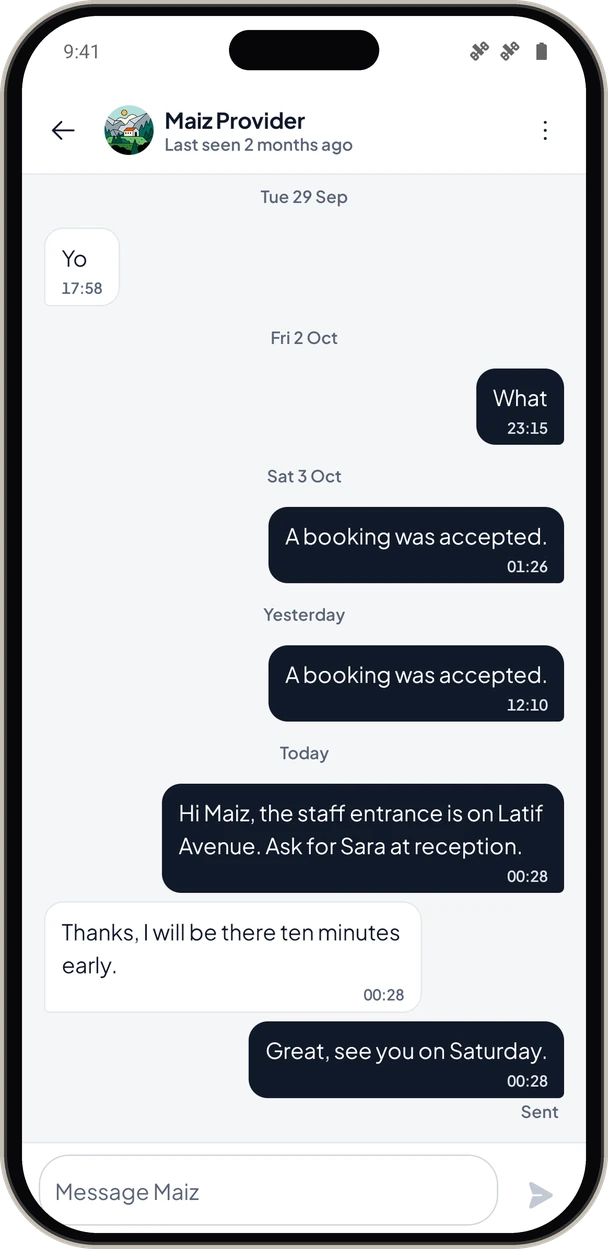 9:41
Maiz Provider
Last seen 2 months ago
Tue 29 Sep
Yo
17:58
Fri 2 Oct
What
23:15
Sat 3 Oct
A booking was accepted.
01:26
Yesterday
A booking was accepted.
12:10
Today
Hi Maiz, the staff entrance is on Latif
Avenue. Ask for Sara at reception.
00:28
Thanks, I will be there ten minutes
early.
00:28
Great, see you on Saturday.
00:28
Sent
Message Maiz